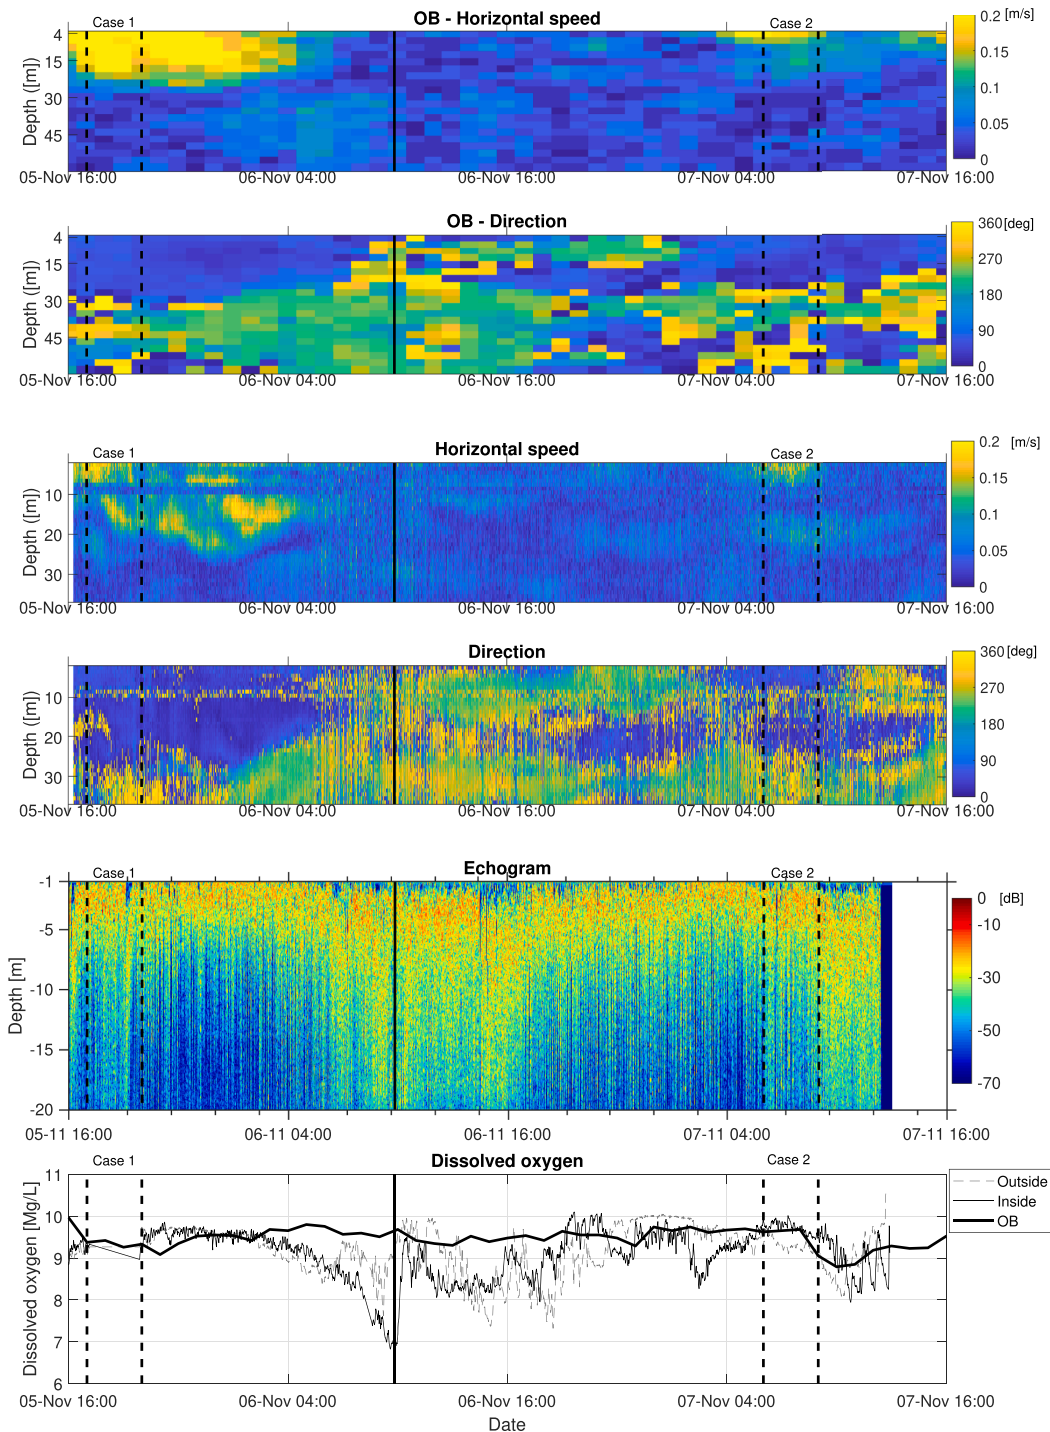 Case 1
OB - Horizontal speed
Case 2
0.2 [m/s]
0.15
0.1
0.05
0
Depth ([m])
4
15
30
45
05-Nov 16:00
06-Nov 04:00
06-Nov 16:00
07-Nov 04:00
07-Nov 16:00
OB - Direction
360 [deg]
270
180
90
0
Depth ([m])
4
15
30
45
05-Nov 16:00
06-Nov 04:00
06-Nov 16:00
07-Nov 04:00
07-Nov 16:00
Case 1
Horizontal speed
Case 2
0.2 [m/s]
0.15
0.1
0.05
0
Depth ([m])
10
20
30
05-Nov 16:00
06-Nov 04:00
06-Nov 16:00
07-Nov 04:00
07-Nov 16:00
Direction
360 [deg]
270
180
90
0
Depth ([m])
10
20
30
05-Nov 16:00
06-Nov 04:00
06-Nov 16:00
07-Nov 04:00
07-Nov 16:00
Case 1
Echogram
Case 2
0 [dB]
-10
-30
-50
-70
Depth [m]
-1
-5
-10
-15
-20
05-11 16:00
06-11 04:00
06-11 16:00
07-11 04:00
07-11 16:00
Case 1
Dissolved oxygen
Case 2
Outside
Inside
OB
Dissolved oxygen [Mg/L]
11
10
9
8
7
6
05-Nov 16:00
06-Nov 04:00
06-Nov 16:00
07-Nov 04:00
07-Nov 16:00
Date